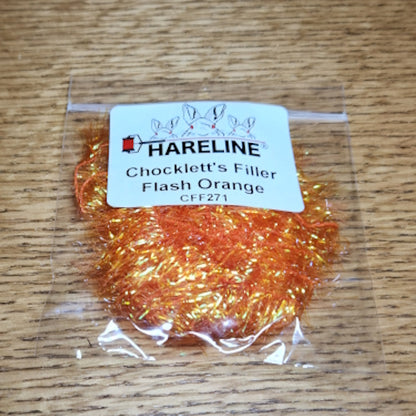 HARELINE®
Chocklett's Filler
Flash Orange
CFF271